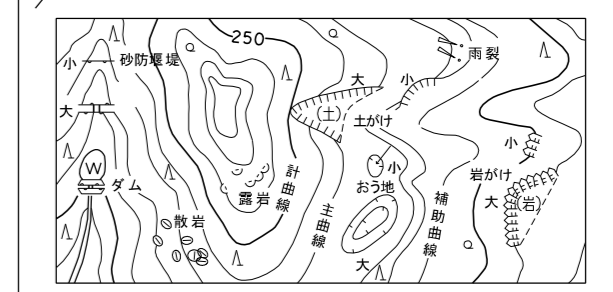 250
小 砂防堰堤
雨裂
大 小
大
(土)
土がけ
小
W
小
岩がけ
ダム
計曲線
おう地
露岩
主曲線
補助曲線
大
(岩)
散岩
大